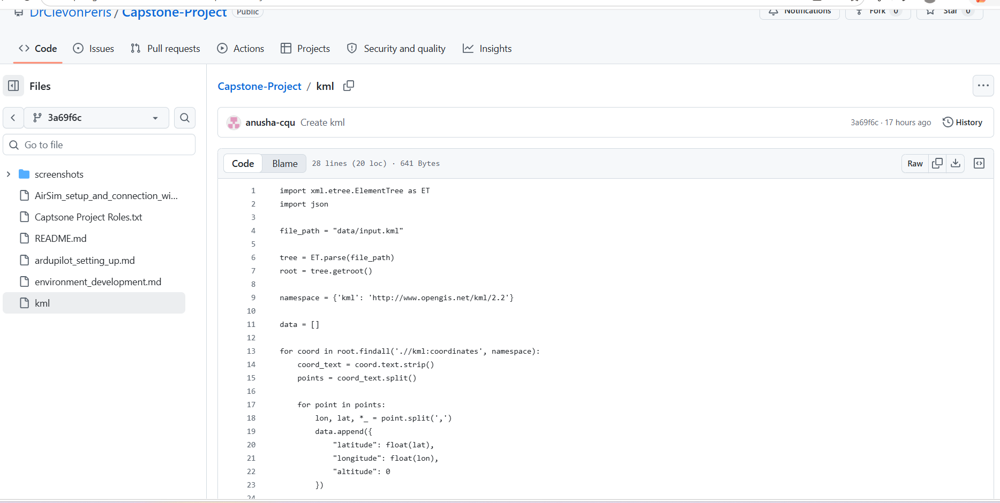 DrClevonPeris / Capstone-Project Public
Notifications Fork 0 Star 0
Code Issues Pull requests Actions Projects Security and quality Insights
Files
3a69f6c
Go to file
screenshots
AirSim_setup_and_connection_wi...
Captsone Project Roles.txt
README.md
ardupilot_setting_up.md
environment_development.md
kml
Capstone-Project / kml
anusha-cqu Create kml
3a69f6c · 17 hours ago History
Code Blame 28 lines (20 loc) · 641 Bytes
Raw
1 import xml.etree.ElementTree as ET
2 import json
3
4 file_path = "data/input.kml"
5
6 tree = ET.parse(file_path)
7 root = tree.getroot()
8
9 namespace = {'kml': 'http://www.opengis.net/kml/2.2'}
10
11 data = []
12
13 for coord in root.findall('.//kml:coordinates', namespace):
14     coord_text = coord.text.strip()
15     points = coord_text.split()
16
17     for point in points:
18         lon, lat, *_ = point.split(',')
19         data.append({
20             "latitude": float(lat),
21             "longitude": float(lon),
22             "altitude": 0
23         })
24